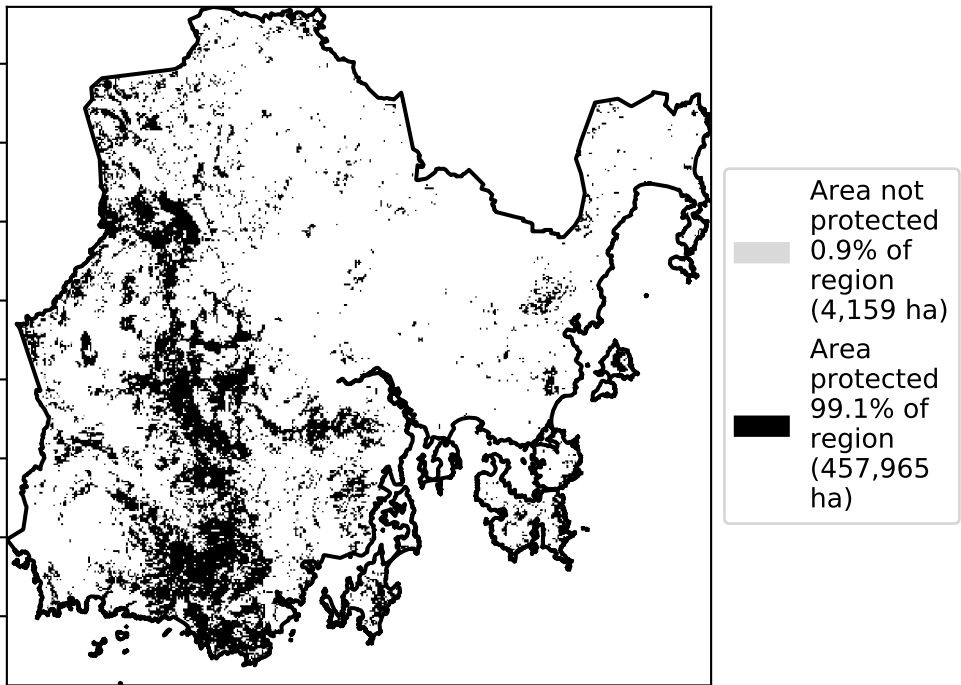 Area not
protected
0.9% of
region
(4,159 ha)
Area
protected
99.1% of
region
(457,965
ha)